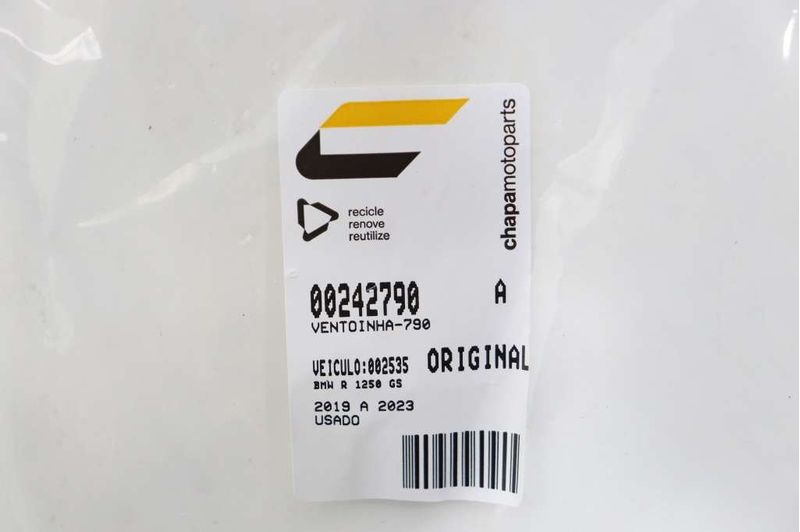 chapamotoparts
recicle
renove
reutilize
00242790 A
VENTOINHA-790
VEICULO:002535 ORIGINAL
BMW R 1250 GS
2019 A 2023
USADO